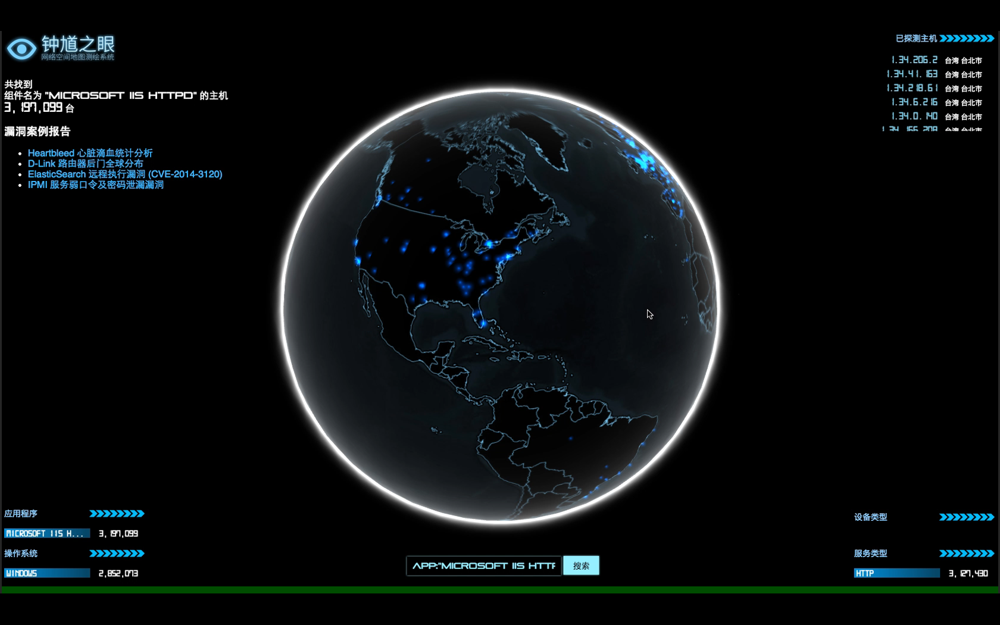 钟馗之眼
网络空间地图测绘系统
共找到
组件名为 "MICROSOFT IIS HTTPD" 的主机
3,197,099 台
漏洞案例报告
Heartbleed 心脏滴血统计分析
D-Link 路由器后门全球分布
ElasticSearch 远程执行漏洞 (CVE-2014-3120)
IPMI 服务弱口令及密码泄漏漏洞
已探测主机
1.34.206.2 台湾 台北市
1.34.41.163 台湾 台北市
1.34.218.61 台湾 台北市
1.34.6.216 台湾 台北市
1.34.0.140 台湾 台北市
1.34.166.208 台湾 台北市
应用程序
MICROSOFT IIS H... 3,197,099
操作系统
WINDOWS 2,852,073
APP:"MICROSOFT IIS HTTP
搜索
设备类型
服务类型
HTTP 3,127,430